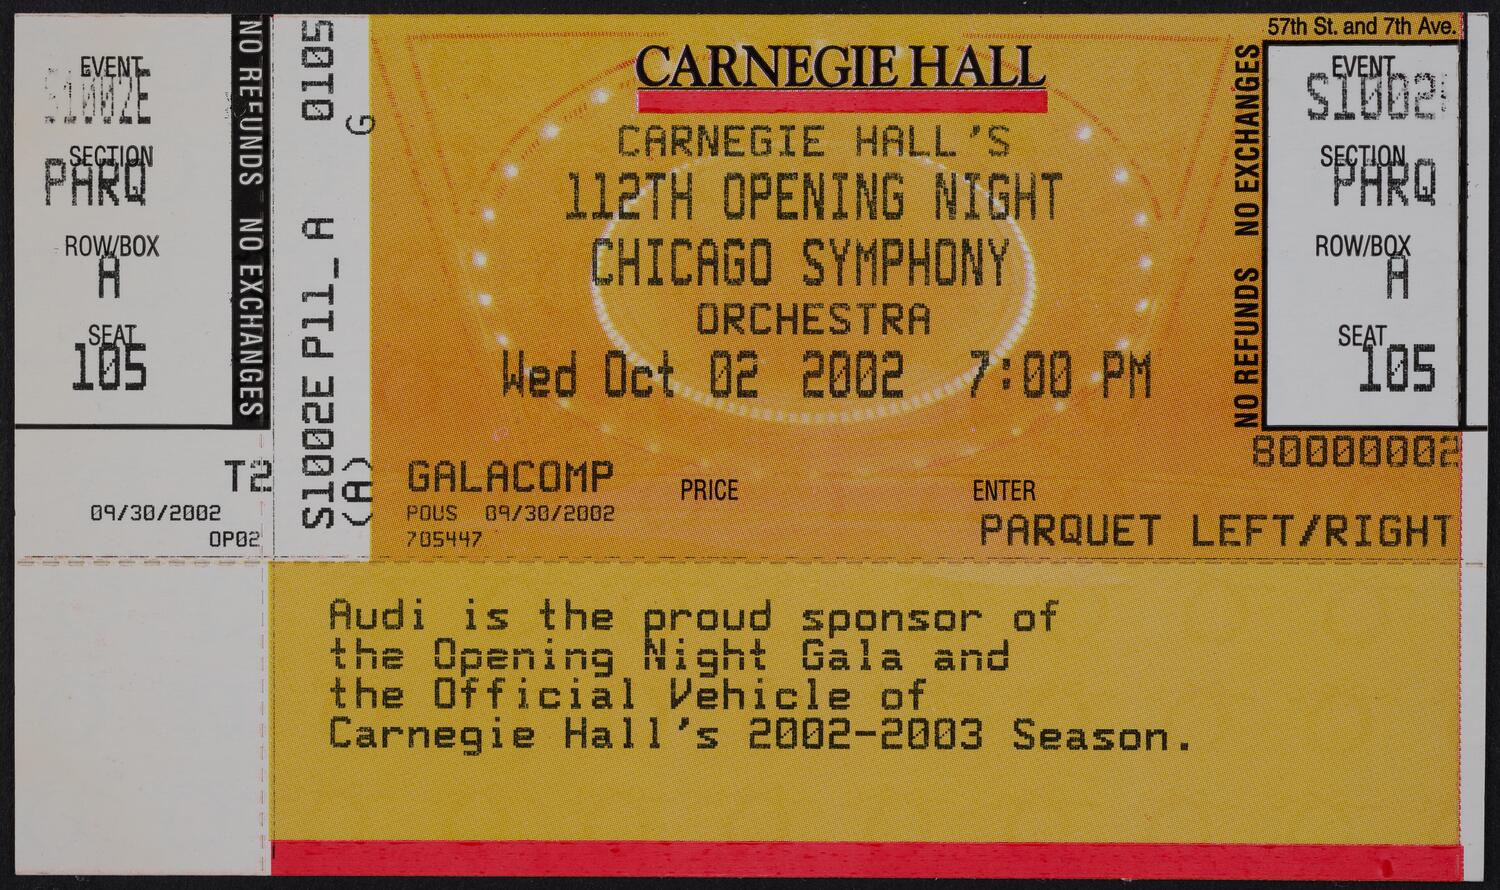 EVENT
S1002E
SECTION
PARQ
ROW/BOX
A
SEAT
105
NO REFUNDS NO EXCHANGES
T2
09/30/2002
OP02
S1002E P11_A 0105
(A) G
CARNEGIE HALL
CARNEGIE HALL'S
112TH OPENING NIGHT
CHICAGO SYMPHONY
ORCHESTRA
Wed Oct 02 2002 7:00 PM
GALACOMP
POUS 09/30/2002
705447
PRICE
ENTER
PARQUET LEFT/RIGHT
57th St. and 7th Ave.
NO REFUNDS NO EXCHANGES
EVENT
S1002
SECTION
PARQ
ROW/BOX
A
SEAT
105
80000002
Audi is the proud sponsor of
the Opening Night Gala and
the Official Vehicle of
Carnegie Hall's 2002-2003 Season.